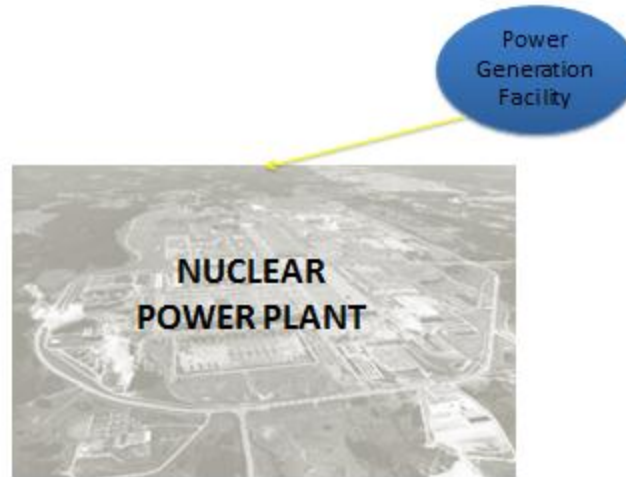 Power
Generation
Facility
NUCLEAR
POWER PLANT